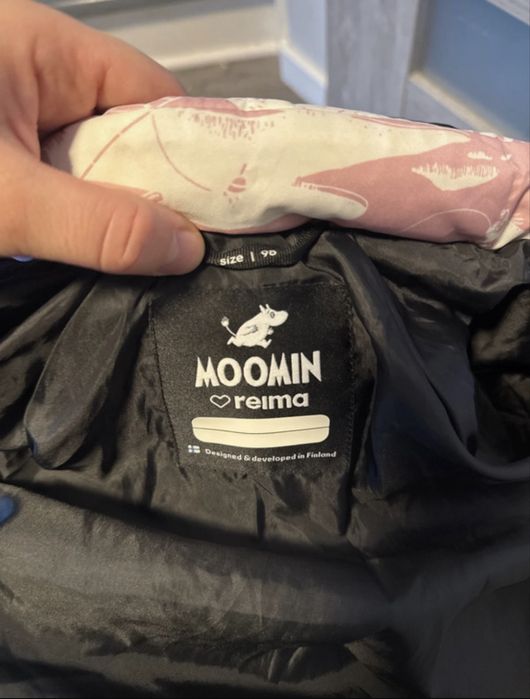 size | 98
MOOMIN
♡ reima
Designed & developed in Finland